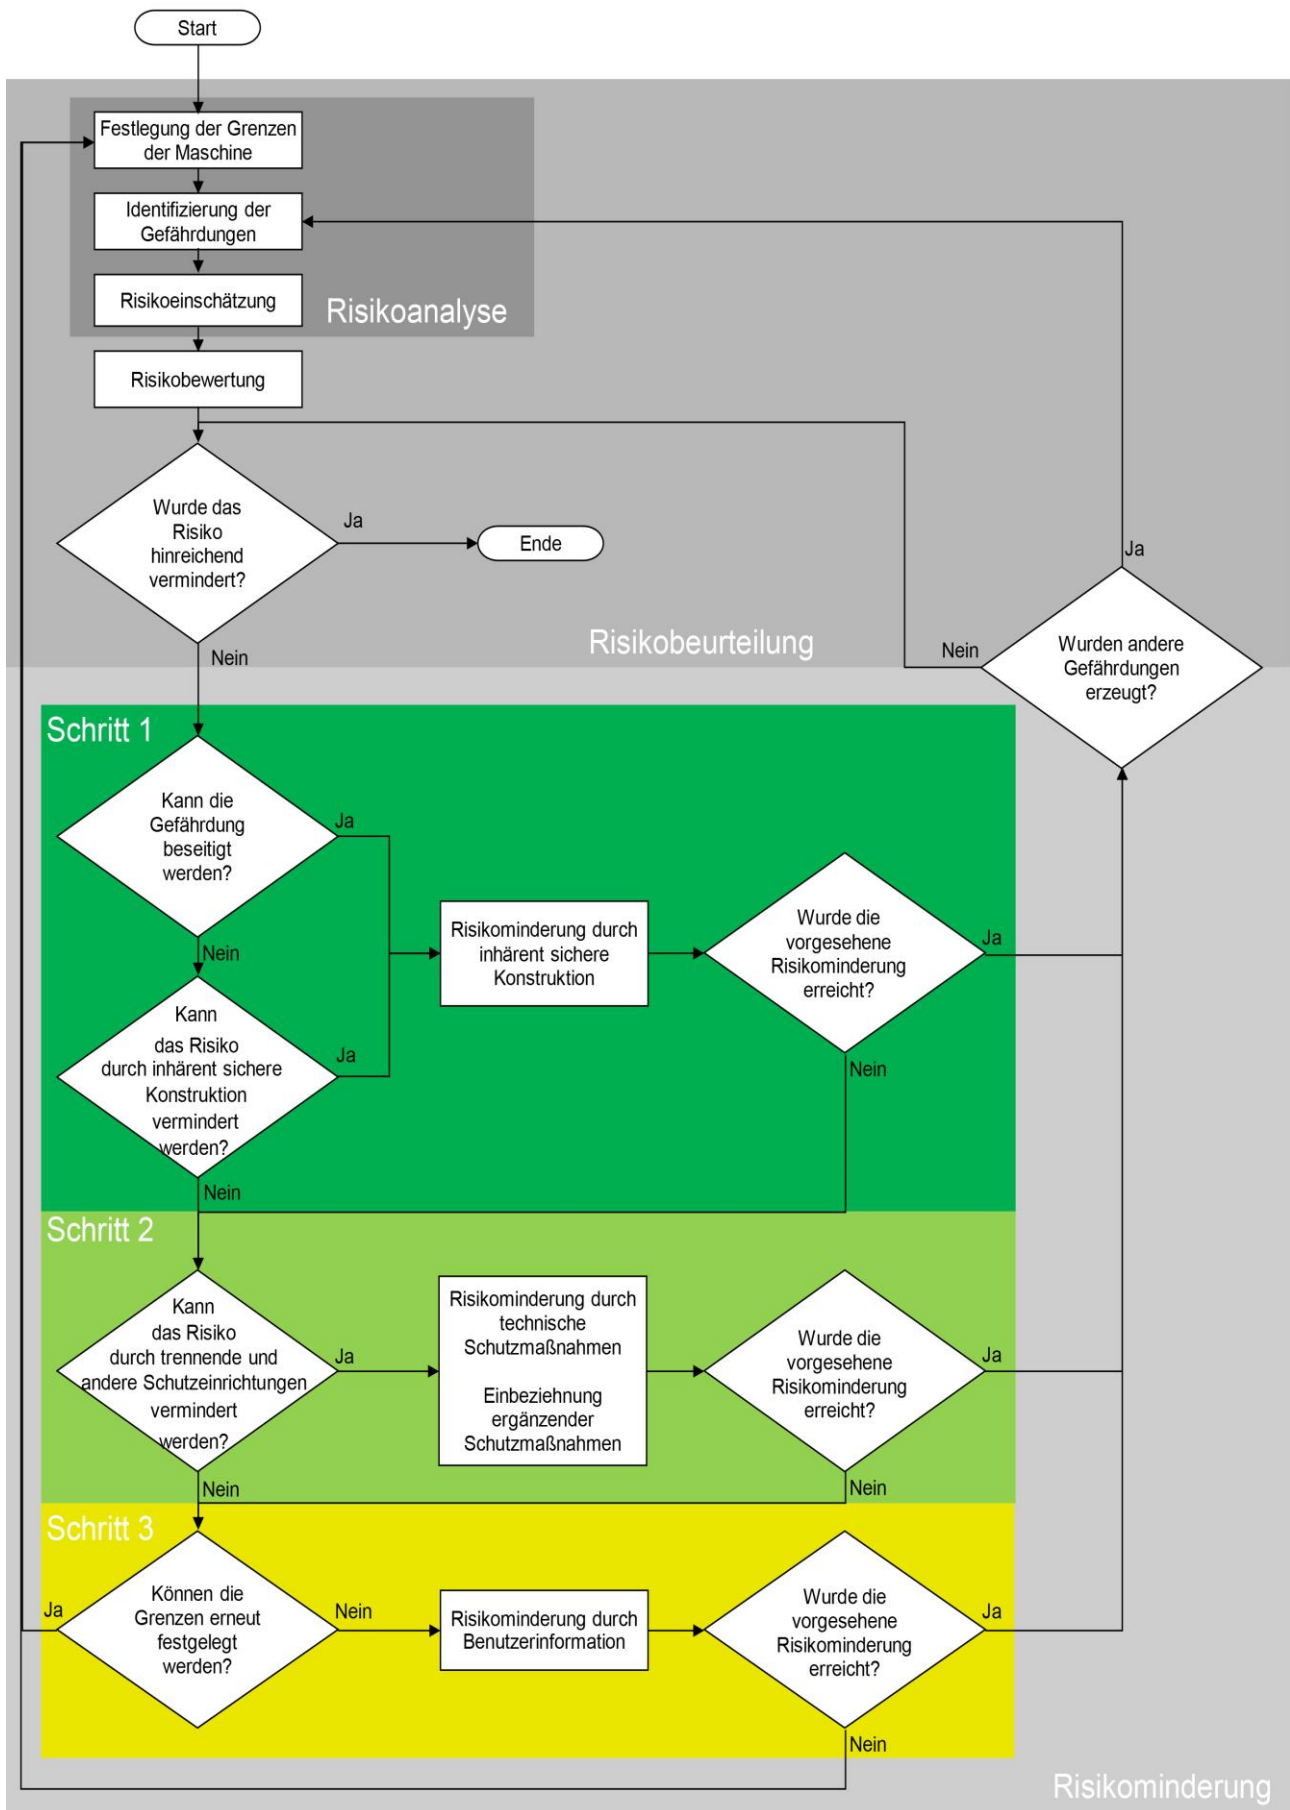 Start
Festlegung der Grenzen
der Maschine
Identifizierung der
Gefährdungen
Risikoeinschätzung
Risikoanalyse
Risikobewertung
Wurde das
Risiko
hinreichend
vermindert?
Ja
Ende
Nein
Risikobeurteilung
Ja
Nein
Wurden andere
Gefährdungen
erzeugt?
Schritt 1
Kann die
Gefährdung
beseitigt
werden?
Ja
Nein
Kann
das Risiko
durch inhärent sichere
Konstruktion
vermindert
werden?
Ja
Nein
Risikominderung durch
inhärent sichere
Konstruktion
Wurde die
vorgesehene
Risikominderung
erreicht?
Ja
Nein
Schritt 2
Kann
das Risiko
durch trennende und
andere Schutzeinrichtungen
vermindert
werden?
Ja
Nein
Risikominderung durch
technische
Schutzmaßnahmen
Einbeziehnung
ergänzender
Schutzmaßnahmen
Wurde die
vorgesehene
Risikominderung
erreicht?
Ja
Nein
Schritt 3
Ja
Können die
Grenzen erneut
festgelegt
werden?
Nein
Risikominderung durch
Benutzerinformation
Wurde die
vorgesehene
Risikominderung
erreicht?
Ja
Nein
Risikominderung